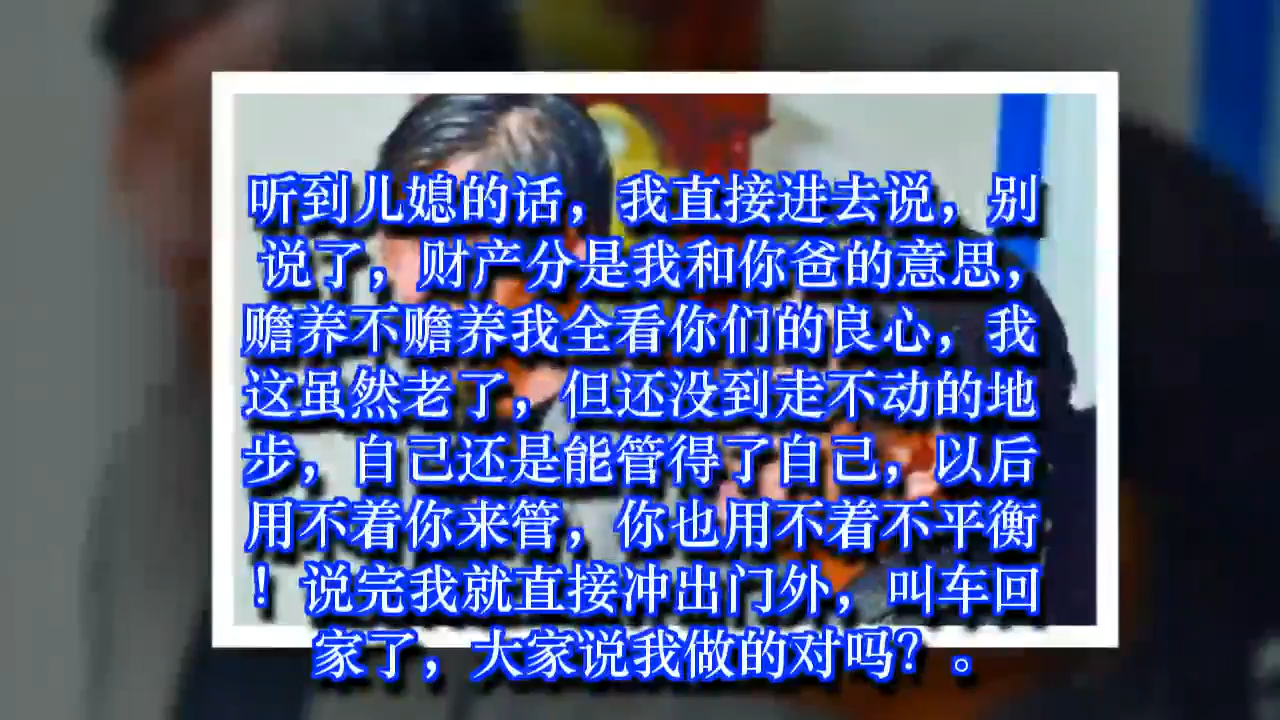 听到儿媳的话，我直接进去说，别
说了，财产分是我和你爸的意思，
赡养不赡养我全看你们的良心，我
这虽然老了，但还没到走不动的地
步，自己还是能管得了自己，以后
用不着你来管，你也用不着不平衡
！说完我就直接冲出门外，叫车回
家了，大家说我做的对吗？。